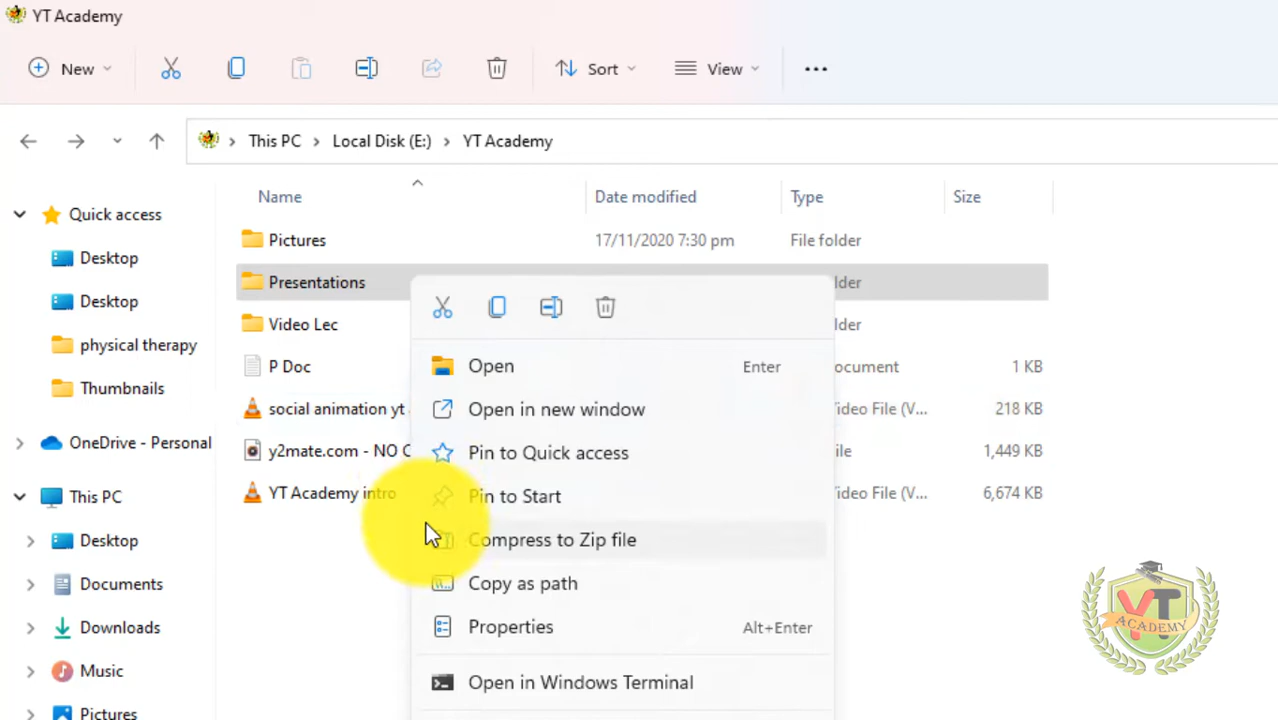 YT Academy
New Sort View
This PC > Local Disk (E:) > YT Academy
Name Date modified Type Size
Quick access
Desktop
Desktop
physical therapy
Thumbnails
OneDrive - Personal
This PC
Desktop
Documents
Downloads
Music
Pictures
Pictures 17/11/2020 7:30 pm File folder
Presentations lder
Video Lec lder
P Doc ocument 1 KB
social animation yt ideo File (V... 218 KB
y2mate.com - NO C ile 1,449 KB
YT Academy intro ideo File (V... 6,674 KB
Open Enter
Open in new window
Pin to Quick access
Pin to Start
Compress to Zip file
Copy as path
Properties Alt+Enter
Open in Windows Terminal
YT
ACADEMY